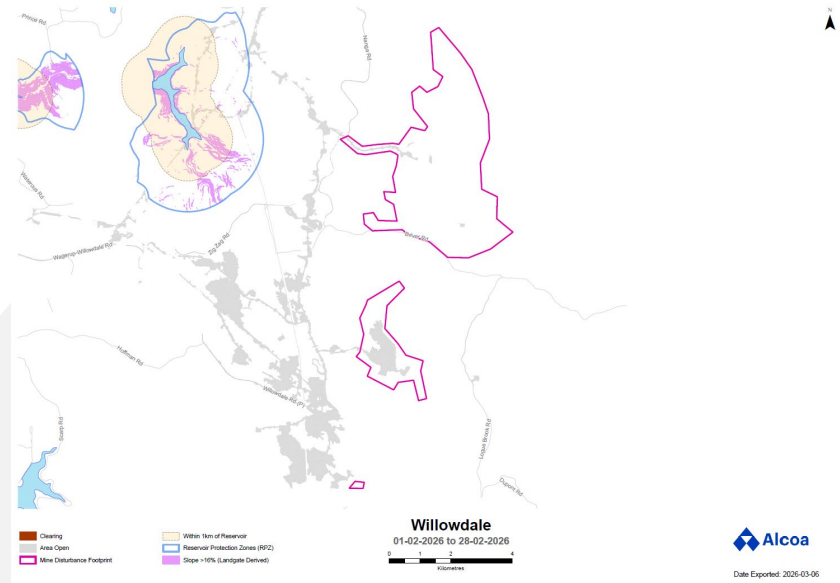 N
Prince Rd
Nanga Rd
Waterous Rd
Wagerup-Willowdale Rd
Zig Zag Rd
Huffman Rd
Willowdale Rd (P)
Scarp Rd
Logue Brook Rd
Dupont Rd
Willowdale
01-02-2026 to 28-02-2026
0 1 2 4
Kilometres
Clearing
Area Open
Mine Disturbance Footprint
Within 1km of Reservoir
Reservoir Protection Zones (RPZ)
Slope >16% (Landgate Derived)
Alcoa
Date Exported: 2026-03-06